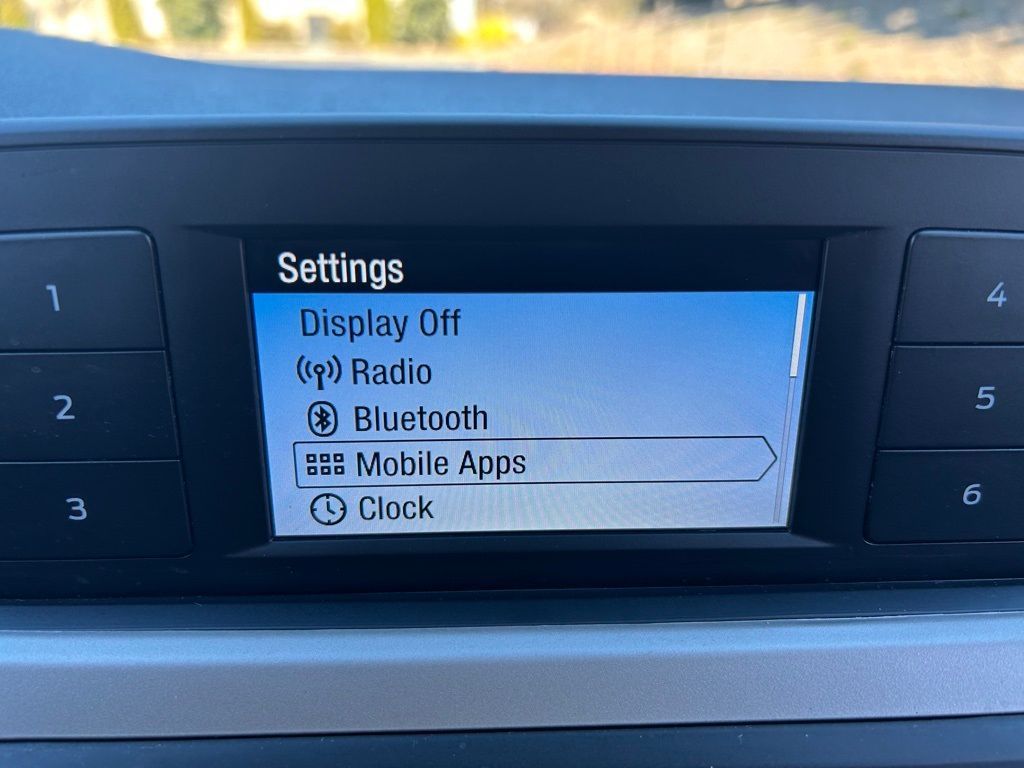 Settings
Display Off
Radio
Bluetooth
Mobile Apps
Clock
1
2
3
4
5
6